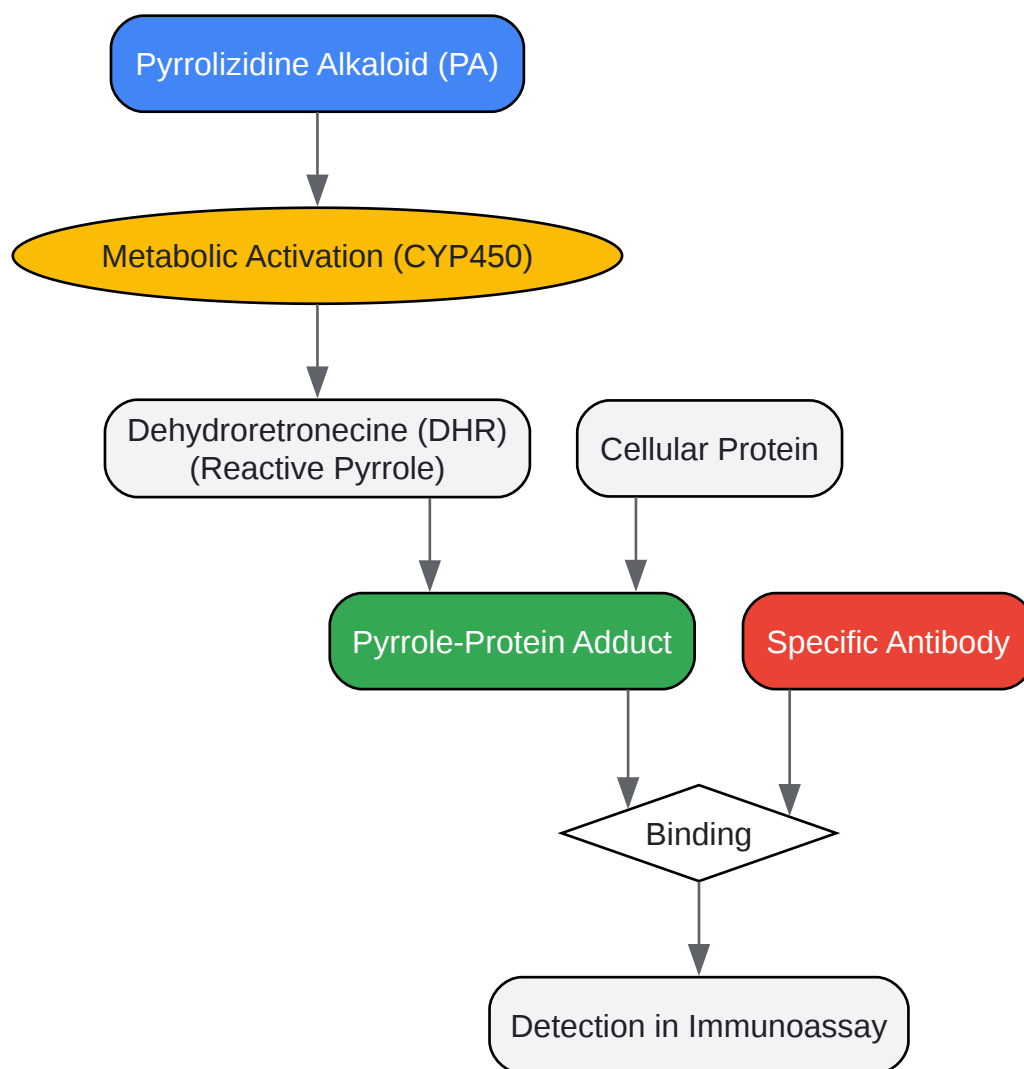 Pyrrolizidine Alkaloid (PA)
Metabolic Activation (CYP450)
Dehydroretronecine (DHR)
(Reactive Pyrrole)
Cellular Protein
Pyrrole-Protein Adduct
Specific Antibody
Binding
Detection in Immunoassay